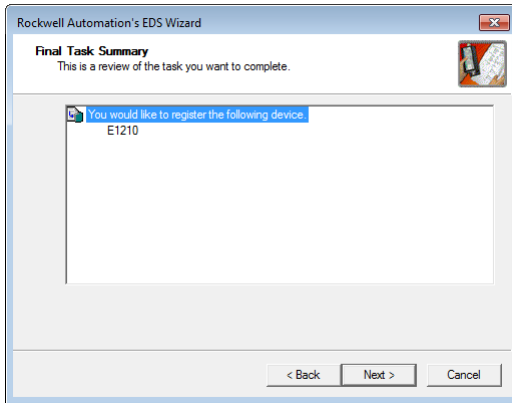 Rockwell Automation's EDS Wizard
Final Task Summary
This is a review of the task you want to complete.
You would like to register the following device.
E1210
< Back
Next >
Cancel